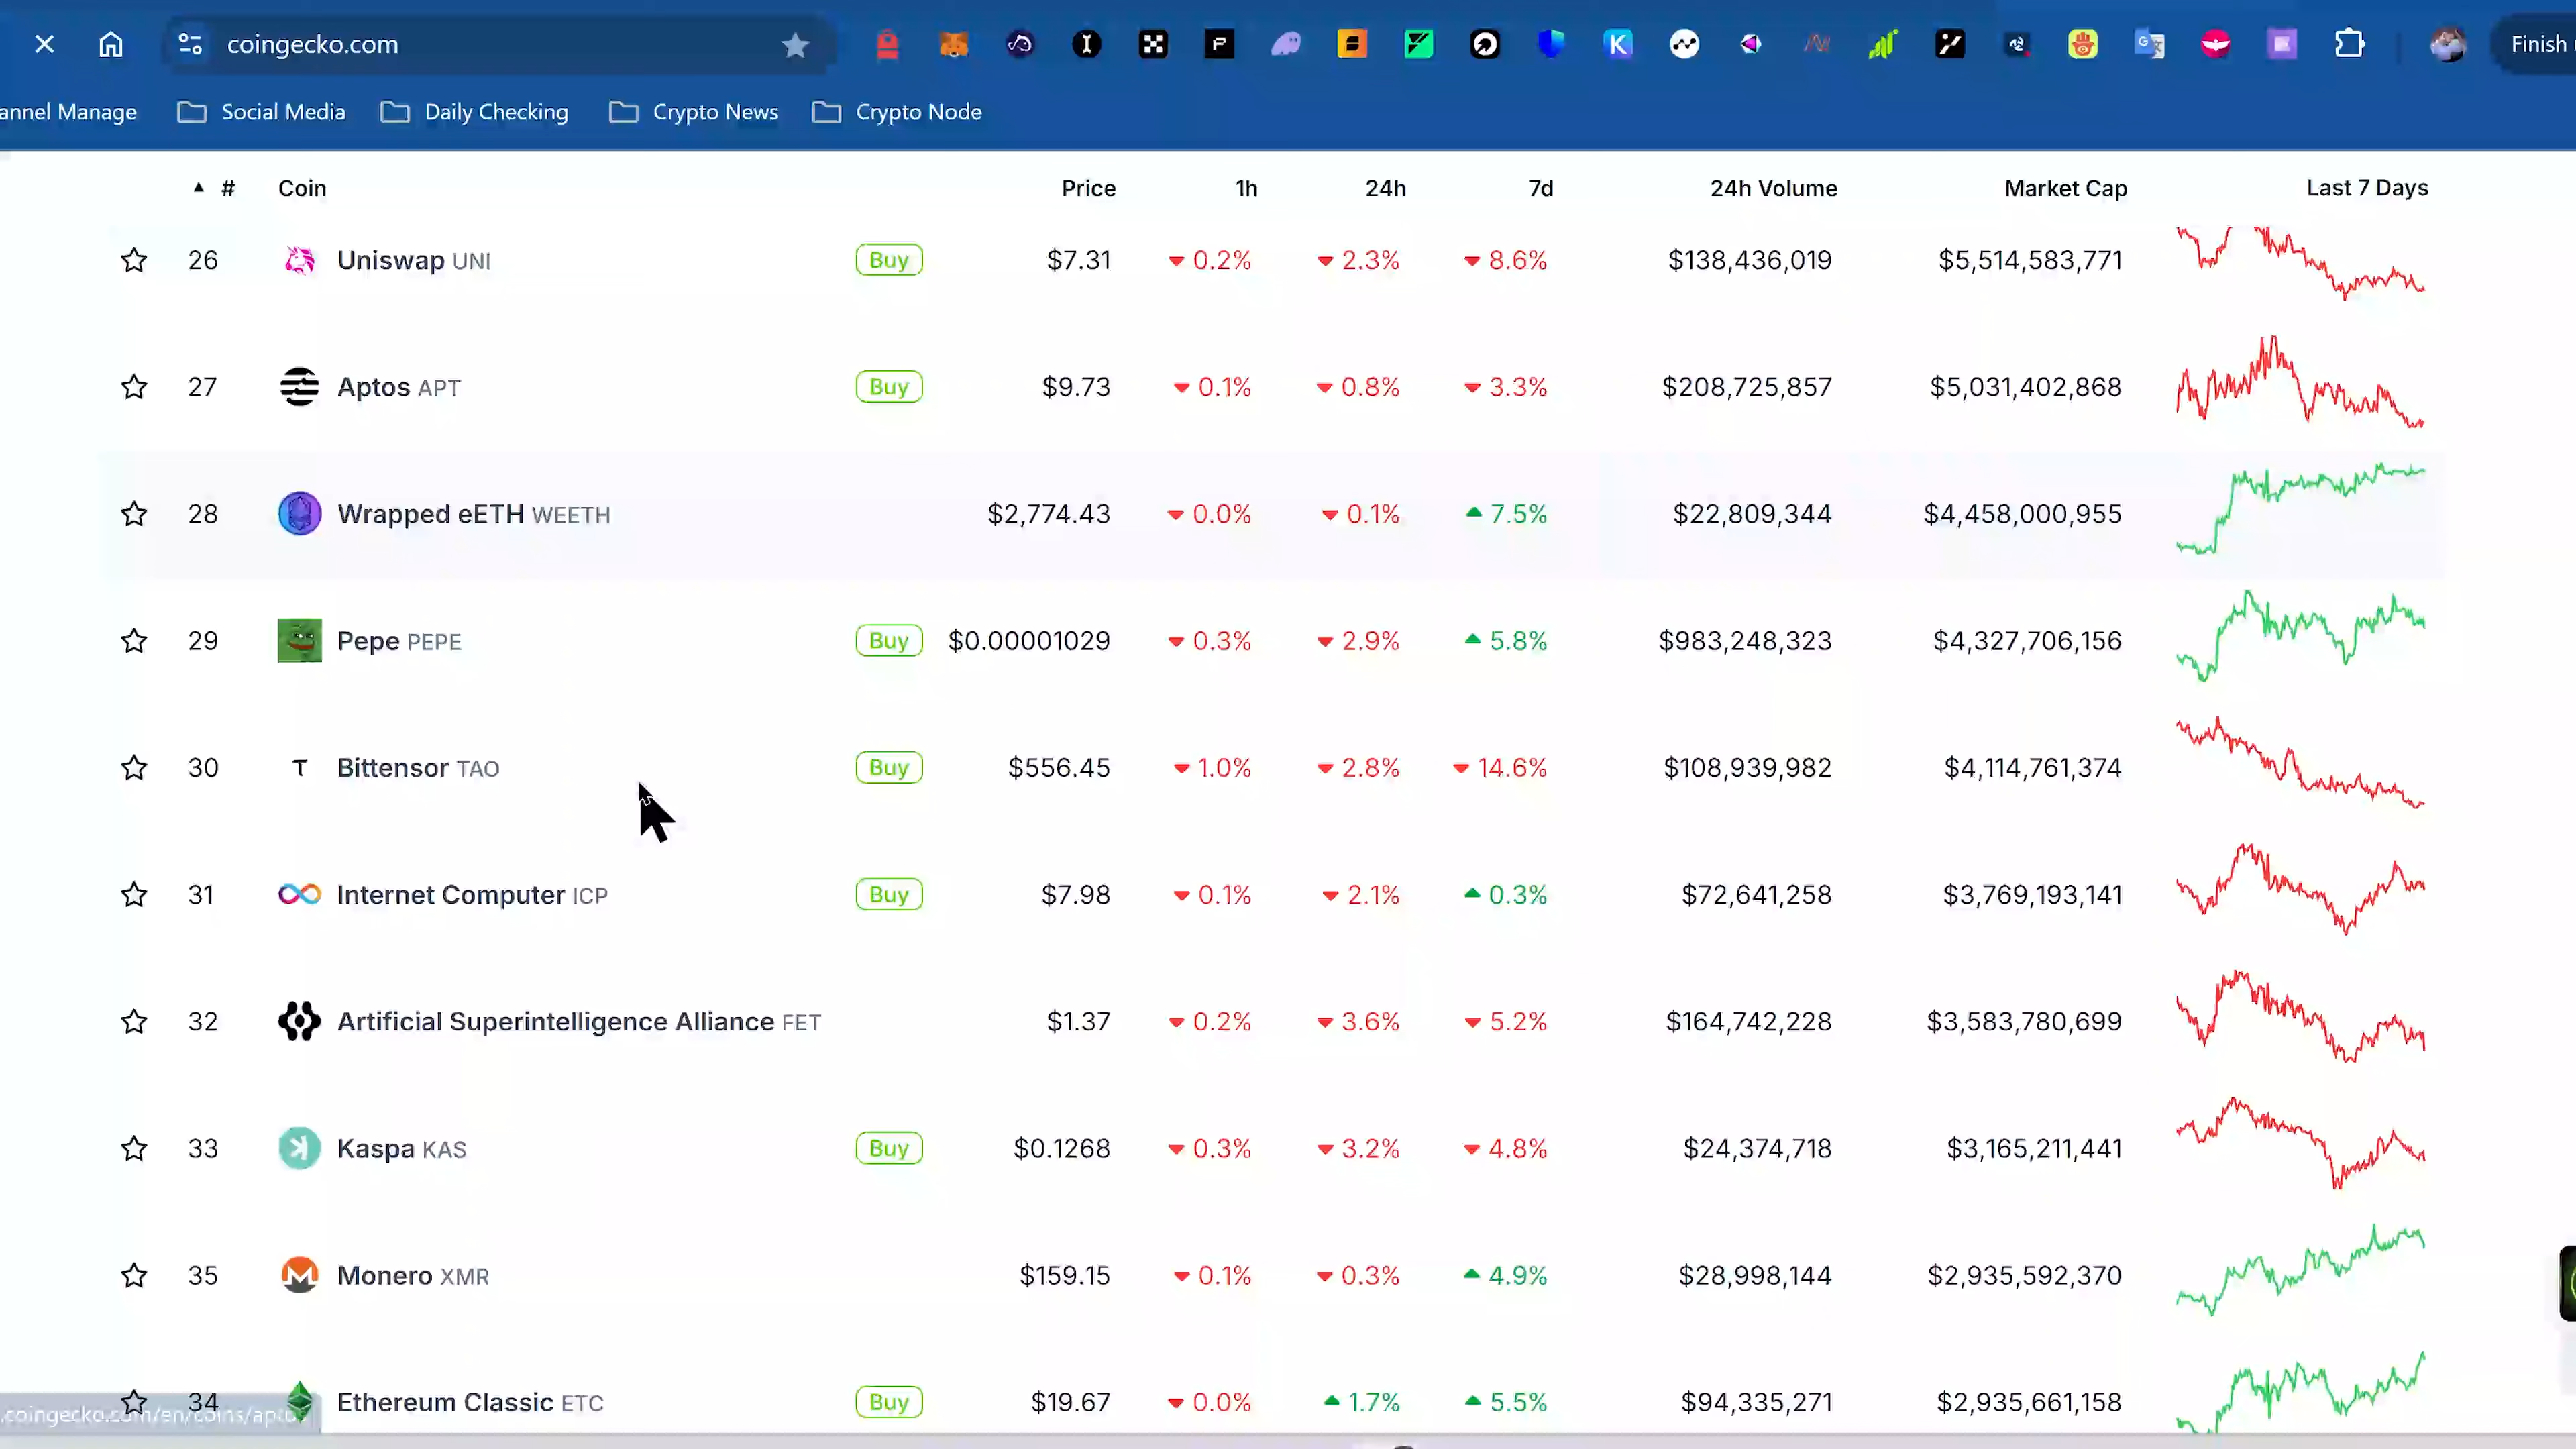 coingecko.com
Finish
annel Manage Social Media Daily Checking Crypto News Crypto Node
# Coin Price 1h 24h 7d 24h Volume Market Cap Last 7 Days
26 Uniswap UNI Buy $7.31 0.2% 2.3% 8.6% $138,436,019 $5,514,583,771
27 Aptos APT Buy $9.73 0.1% 0.8% 3.3% $208,725,857 $5,031,402,868
28 Wrapped eETH WEETH $2,774.43 0.0% 0.1% 7.5% $22,809,344 $4,458,000,955
29 Pepe PEPE Buy $0.00001029 0.3% 2.9% 5.8% $983,248,323 $4,327,706,156
30 Bittensor TAO Buy $556.45 1.0% 2.8% 14.6% $108,939,982 $4,114,761,374
31 Internet Computer ICP Buy $7.98 0.1% 2.1% 0.3% $72,641,258 $3,769,193,141
32 Artificial Superintelligence Alliance FET Buy $1.37 0.2% 3.6% 5.2% $164,742,228 $3,583,780,699
33 Kaspa KAS Buy $0.1268 0.3% 3.2% 4.8% $24,374,718 $3,165,211,441
35 Monero XMR $159.15 0.1% 0.3% 4.9% $28,998,144 $2,935,592,370
34 Ethereum Classic ETC Buy $19.67 0.0% 1.7% 5.5% $94,335,271 $2,935,661,158
.coingecko.com/en/coins/apto